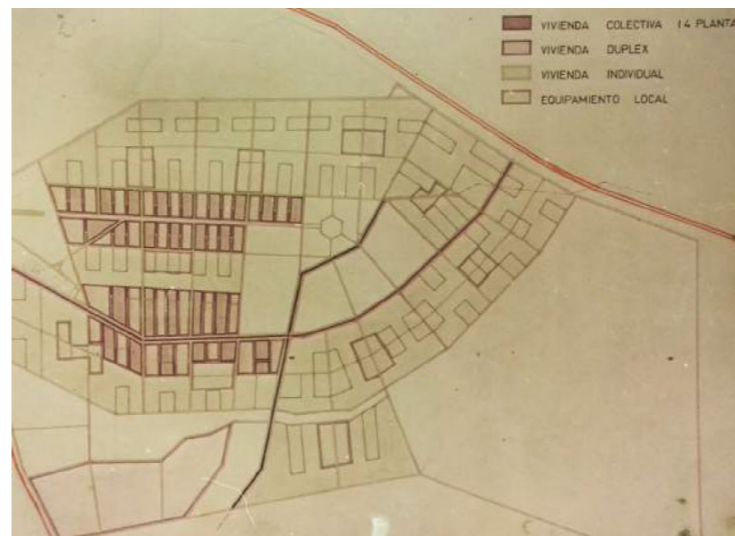 VIVIENDA COLECTIVA (4 PLANTA
VIVIENDA DUPLEX
VIVIENDA INDIVIDUAL
EQUIPAMIENTO LOCAL